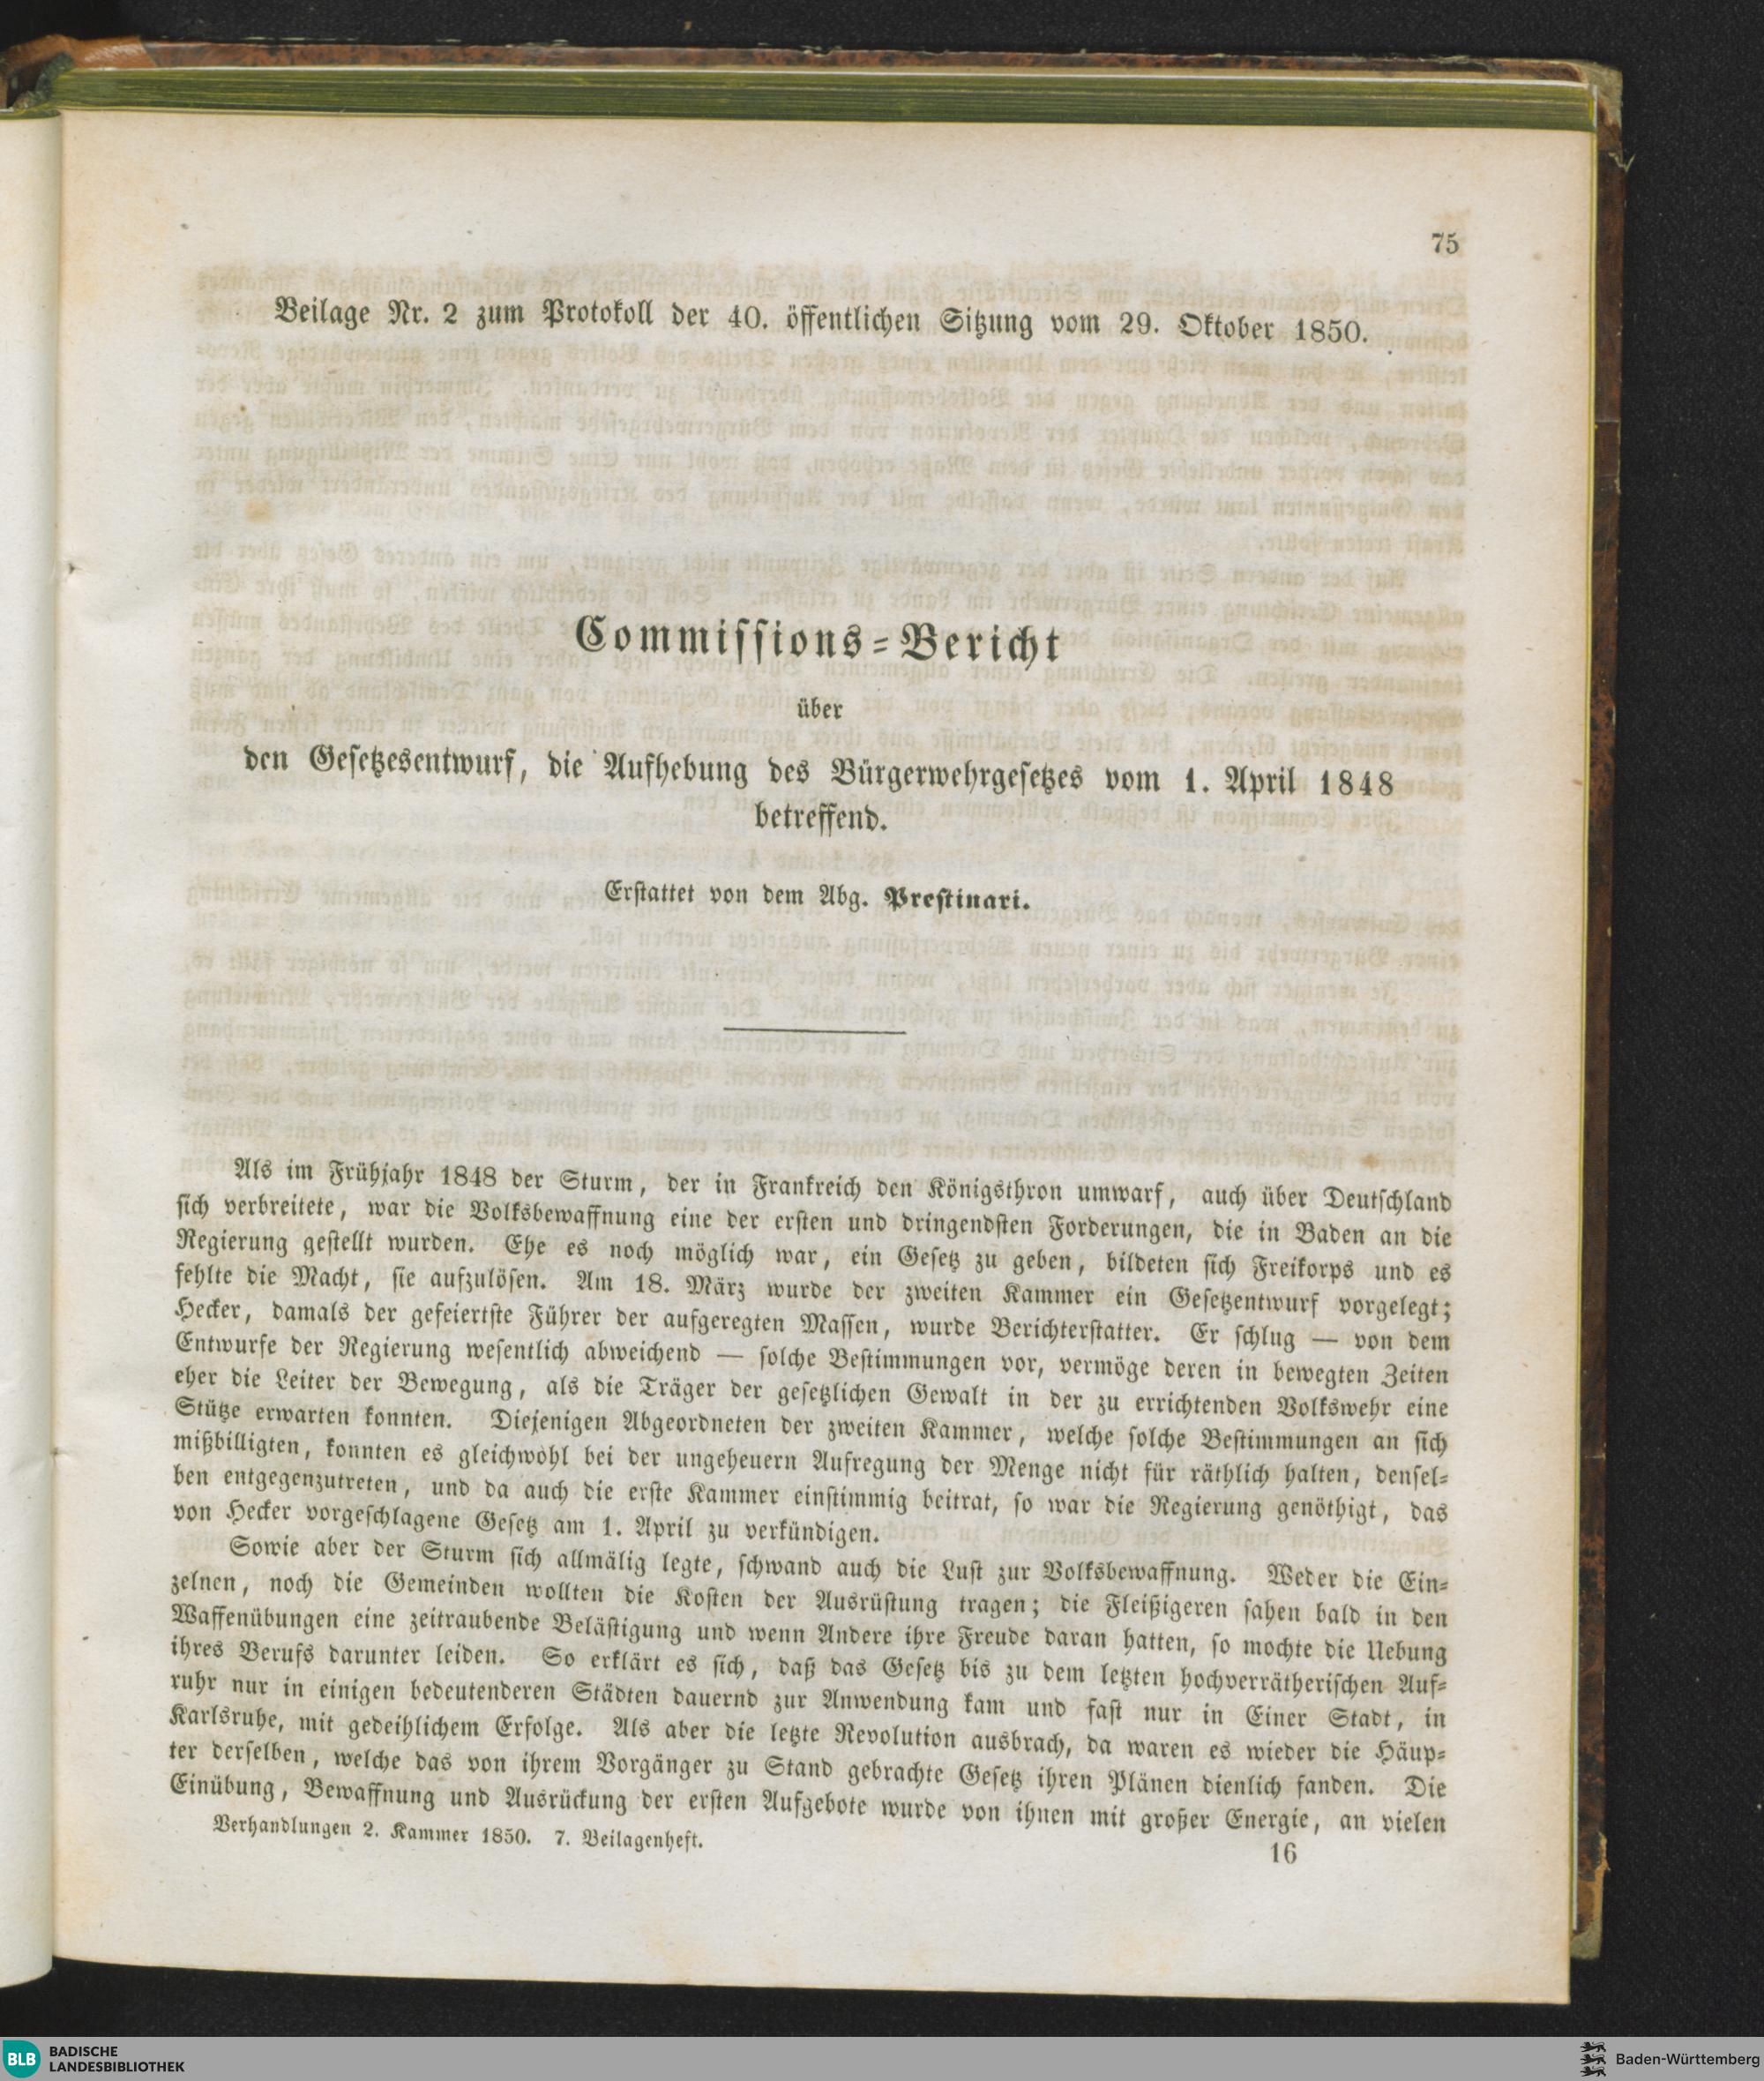 75
Beilage Nr. 2 zum Protokoll der 40. öffentlichen Sitzung vom 29. Oktober 1850.
Commissions-Bericht
über
den Gesetzesentwurf, die Aufhebung des Bürgerwehrgesetzes vom 1. April 1848
betreffend.
Erstattet von dem Abg. Prestinari.
Als im Frühjahr 1848 der Sturm, der in Frankreich den Königsthron umwarf, auch über Deutschland
sich verbreitete, war die Volksbewaffnung eine der ersten und dringendsten Forderungen, die in Baden an die
Regierung gestellt wurden. Ehe es noch möglich war, ein Gesetz zu geben, bildeten sich Freikorps und es
fehlte die Macht, sie aufzulösen. Am 18. März wurde der zweiten Kammer ein Gesetzentwurf vorgelegt;
Hecker, damals der gefeiertste Führer der aufgeregten Massen, wurde Berichterstatter. Er schlug — von dem
Entwurfe der Regierung wesentlich abweichend — solche Bestimmungen vor, vermöge deren in bewegten Zeiten
eher die Leiter der Bewegung, als die Träger der gesetzlichen Gewalt in der zu errichtenden Volkswehr eine
Stütze erwarten konnten. Diejenigen Abgeordneten der zweiten Kammer, welche solche Bestimmungen an sich
mißbilligten, konnten es gleichwohl bei der ungeheuern Aufregung der Menge nicht für räthlich halten, densel-
ben entgegenzutreten, und da auch die erste Kammer einstimmig beitrat, so war die Regierung genöthigt, das
von Hecker vorgeschlagene Gesetz am 1. April zu verkündigen.
Sowie aber der Sturm sich allmälig legte, schwand auch die Lust zur Volksbewaffnung. Weder die Ein-
zelnen, noch die Gemeinden wollten die Kosten der Ausrüstung tragen; die Fleißigeren sahen bald in den
Waffenübungen eine zeitraubende Belästigung und wenn Andere ihre Freude daran hatten, so mochte die Uebung
ihres Berufs darunter leiden. So erklärt es sich, daß das Gesetz bis zu dem letzten hochverrätherischen Auf-
ruhr nur in einigen bedeutenderen Städten dauernd zur Anwendung kam und fast nur in Einer Stadt, in
Karlsruhe, mit gedeihlichem Erfolge. Als aber die letzte Revolution ausbrach, da waren es wieder die Häup-
ter derselben, welche das von ihrem Vorgänger zu Stand gebrachte Gesetz ihren Plänen dienlich fanden. Die
Einübung, Bewaffnung und Ausrückung der ersten Aufgebote wurde von ihnen mit großer Energie, an vielen
Verhandlungen 2. Kammer 1850. 7. Beilagenheft.
16
BLB BADISCHE
LANDESBIBLIOTHEK
Baden-Württemberg